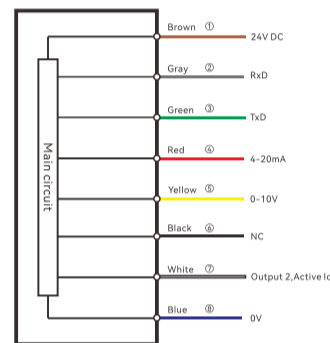 Brown ① 24V DC
Gray ② RxD
Green ③ TxD
Red ④ 4-20mA
Yellow ⑤ 0-10V
Black ⑥ NC
White ⑦ Output 2,Active
Blue ⑧ 0V
Main circuit